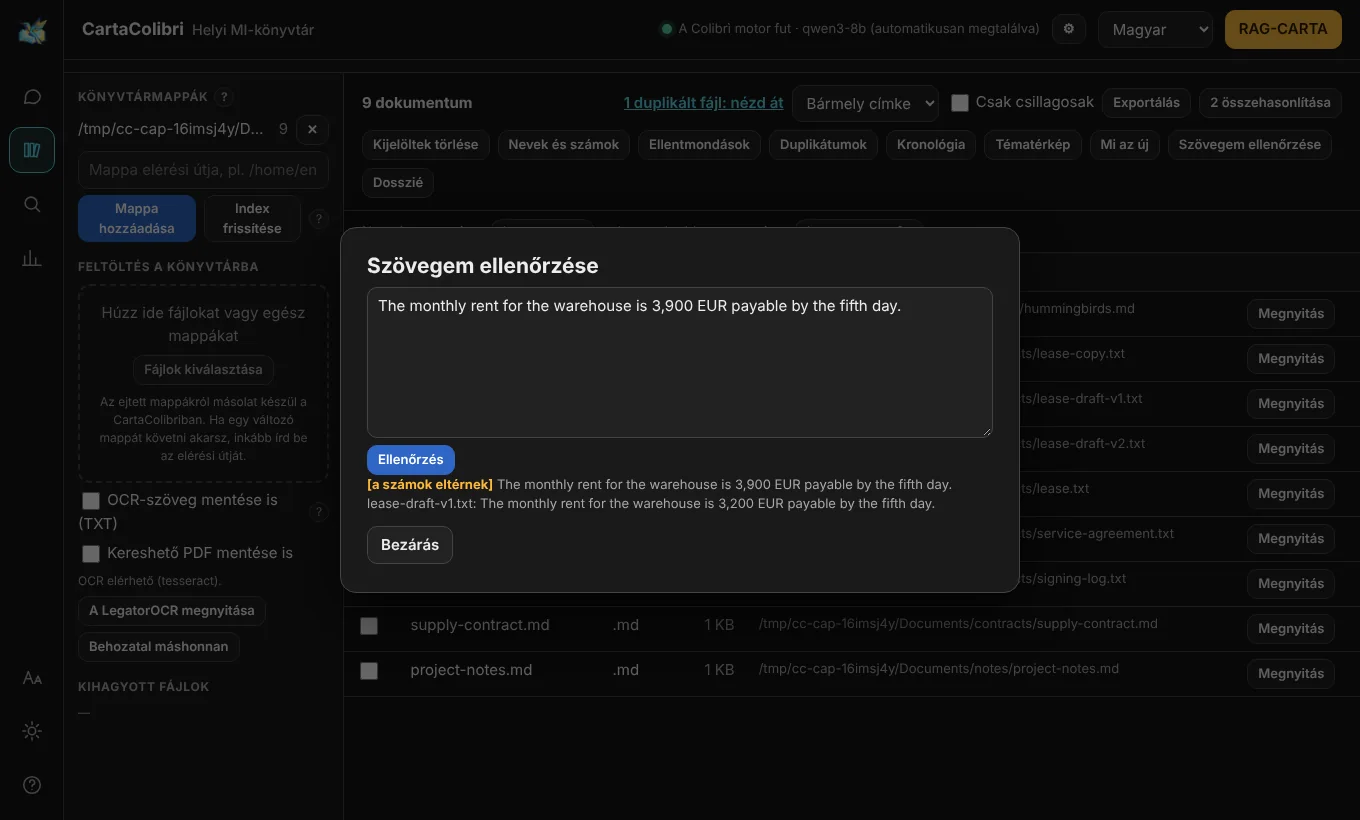 CartaColibri Helyi MI-könyvtár
A Colibrì motor fut · qwen3-8b (automatikusan megtalálva)
Magyar
RAG-CARTA
KÖNYVTÁRMAPPÁK ?
/tmp/cc-cap-16imsj4y/D... 9
Mappa elérési útja, pl. /home/en
Mappa hozzáadása
Index frissítése
?
FELTÖLTÉS A KÖNYVTÁRBA
Húzz ide fájlokat vagy egész
mappákat
Fájlok kiválasztása
Az ejtett mappákról másolat készül a
CartaColibriban. Ha egy változó
mappát követni akarsz, inkább írd be
az elérési útját.
OCR-szöveg mentése is
(TXT)
?
Kereshető PDF mentése is
OCR elérhető (tesseract).
A LegatorOCR megnyitása
Behozatal máshonnan
KIHAGYOTT FÁJLOK
—
9 dokumentum
1 duplikált fájl: nézd át
Bármely címke
Csak csillagosak
Exportálás
2 összehasonlítása
Kijelöltek törlése
Nevek és számok
Ellentmondások
Duplikátumok
Kronológia
Tématérkép
Mi az új
Szövegem ellenőrzése
Dosszié
Szövegem ellenőrzése
The monthly rent for the warehouse is 3,900 EUR payable by the fifth day.
Ellenőrzés
[a számok eltérnek] The monthly rent for the warehouse is 3,900 EUR payable by the fifth day.
lease-draft-v1.txt: The monthly rent for the warehouse is 3,200 EUR payable by the fifth day.
Bezárás
/hummingbirds.md Megnyitás
ts/lease-copy.txt Megnyitás
ts/lease-draft-v1.txt Megnyitás
ts/lease-draft-v2.txt Megnyitás
ts/lease.txt Megnyitás
ts/service-agreement.txt Megnyitás
ts/signing-log.txt Megnyitás
supply-contract.md .md 1 KB /tmp/cc-cap-16imsj4y/Documents/contracts/supply-contract.md Megnyitás
project-notes.md .md 1 KB /tmp/cc-cap-16imsj4y/Documents/notes/project-notes.md Megnyitás